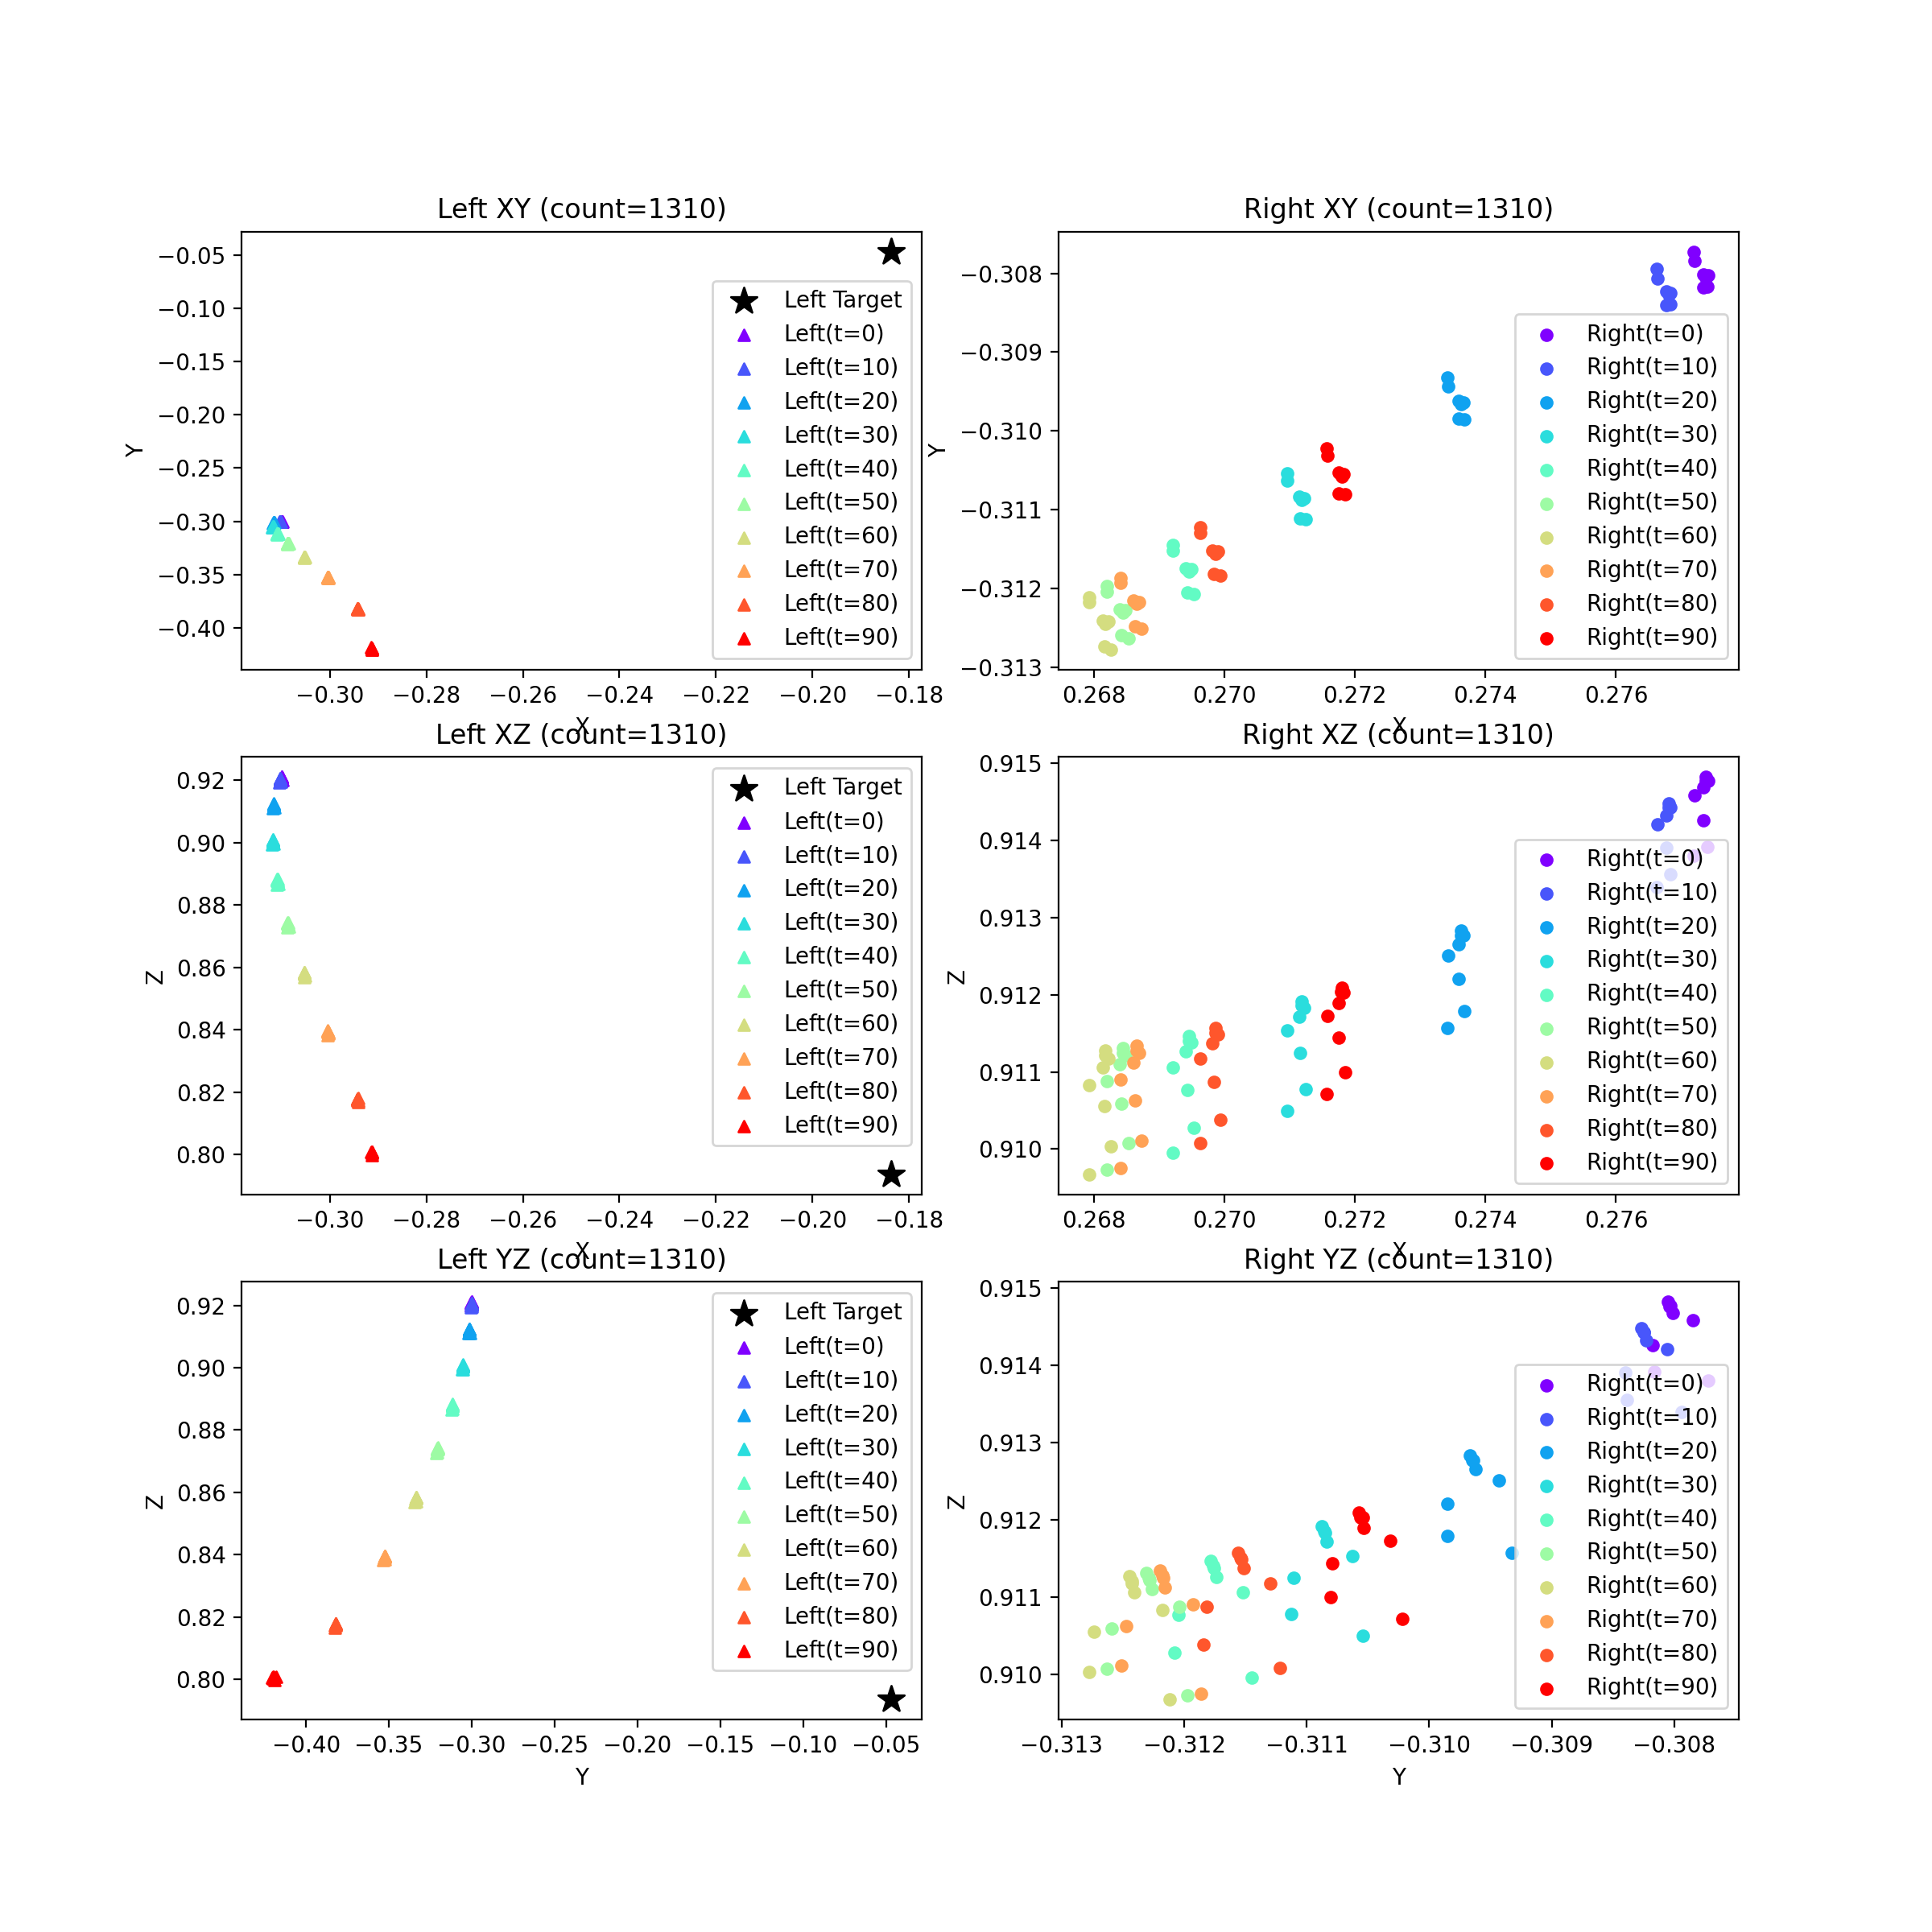 Left XY (count=1310)
−0.05
−0.10
−0.15
−0.20
−0.25
−0.30
−0.35
−0.40
Y
Left Target
Left(t=0)
Left(t=10)
Left(t=20)
Left(t=30)
Left(t=40)
Left(t=50)
Left(t=60)
Left(t=70)
Left(t=80)
Left(t=90)
−0.30 −0.28 −0.26 −0.24 −0.22 −0.20 −0.18
X
Right XY (count=1310)
−0.308
−0.309
−0.310
−0.311
−0.312
−0.313
Y
Right(t=0)
Right(t=10)
Right(t=20)
Right(t=30)
Right(t=40)
Right(t=50)
Right(t=60)
Right(t=70)
Right(t=80)
Right(t=90)
0.268 0.270 0.272 0.274 0.276
X
Left XZ (count=1310)
0.92
0.90
0.88
0.86
0.84
0.82
0.80
Z
Left Target
Left(t=0)
Left(t=10)
Left(t=20)
Left(t=30)
Left(t=40)
Left(t=50)
Left(t=60)
Left(t=70)
Left(t=80)
Left(t=90)
−0.30 −0.28 −0.26 −0.24 −0.22 −0.20 −0.18
X
Right XZ (count=1310)
0.915
0.914
0.913
0.912
0.911
0.910
Z
Right(t=0)
Right(t=10)
Right(t=20)
Right(t=30)
Right(t=40)
Right(t=50)
Right(t=60)
Right(t=70)
Right(t=80)
Right(t=90)
0.268 0.270 0.272 0.274 0.276
X
Left YZ (count=1310)
0.92
0.90
0.88
0.86
0.84
0.82
0.80
Z
Left Target
Left(t=0)
Left(t=10)
Left(t=20)
Left(t=30)
Left(t=40)
Left(t=50)
Left(t=60)
Left(t=70)
Left(t=80)
Left(t=90)
−0.40 −0.35 −0.30 −0.25 −0.20 −0.15 −0.10 −0.05
Y
Right YZ (count=1310)
0.915
0.914
0.913
0.912
0.911
0.910
Z
Right(t=0)
Right(t=10)
Right(t=20)
Right(t=30)
Right(t=40)
Right(t=50)
Right(t=60)
Right(t=70)
Right(t=80)
Right(t=90)
−0.313 −0.312 −0.311 −0.310 −0.309 −0.308
Y